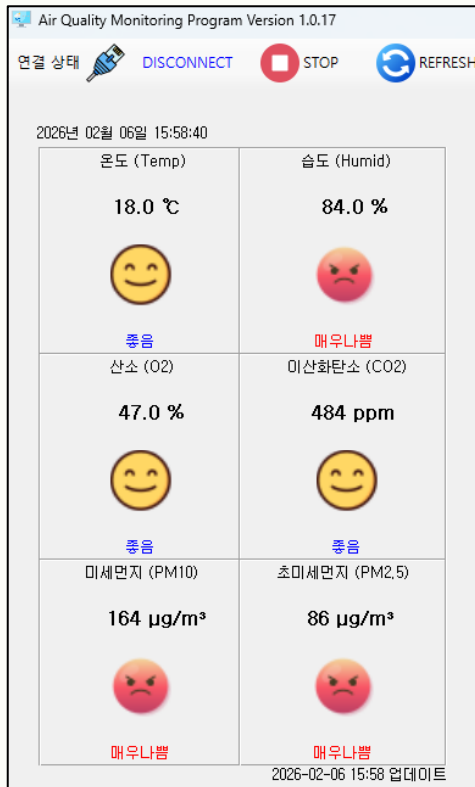 Air Quality Monitoring Program Version 1.0.17
연결 상태 DISCONNECT STOP REFRESH
2026년 02월 06일 15:58:40
온도 (Temp) 습도 (Humid)
18.0 ℃ 84.0 %
좋음 매우나쁨
산소 (O2) 이산화탄소 (CO2)
47.0 % 484 ppm
좋음 좋음
미세먼지 (PM10) 초미세먼지 (PM2,5)
164 µg/m³ 86 µg/m³
매우나쁨 매우나쁨
2026-02-06 15:58 업데이트